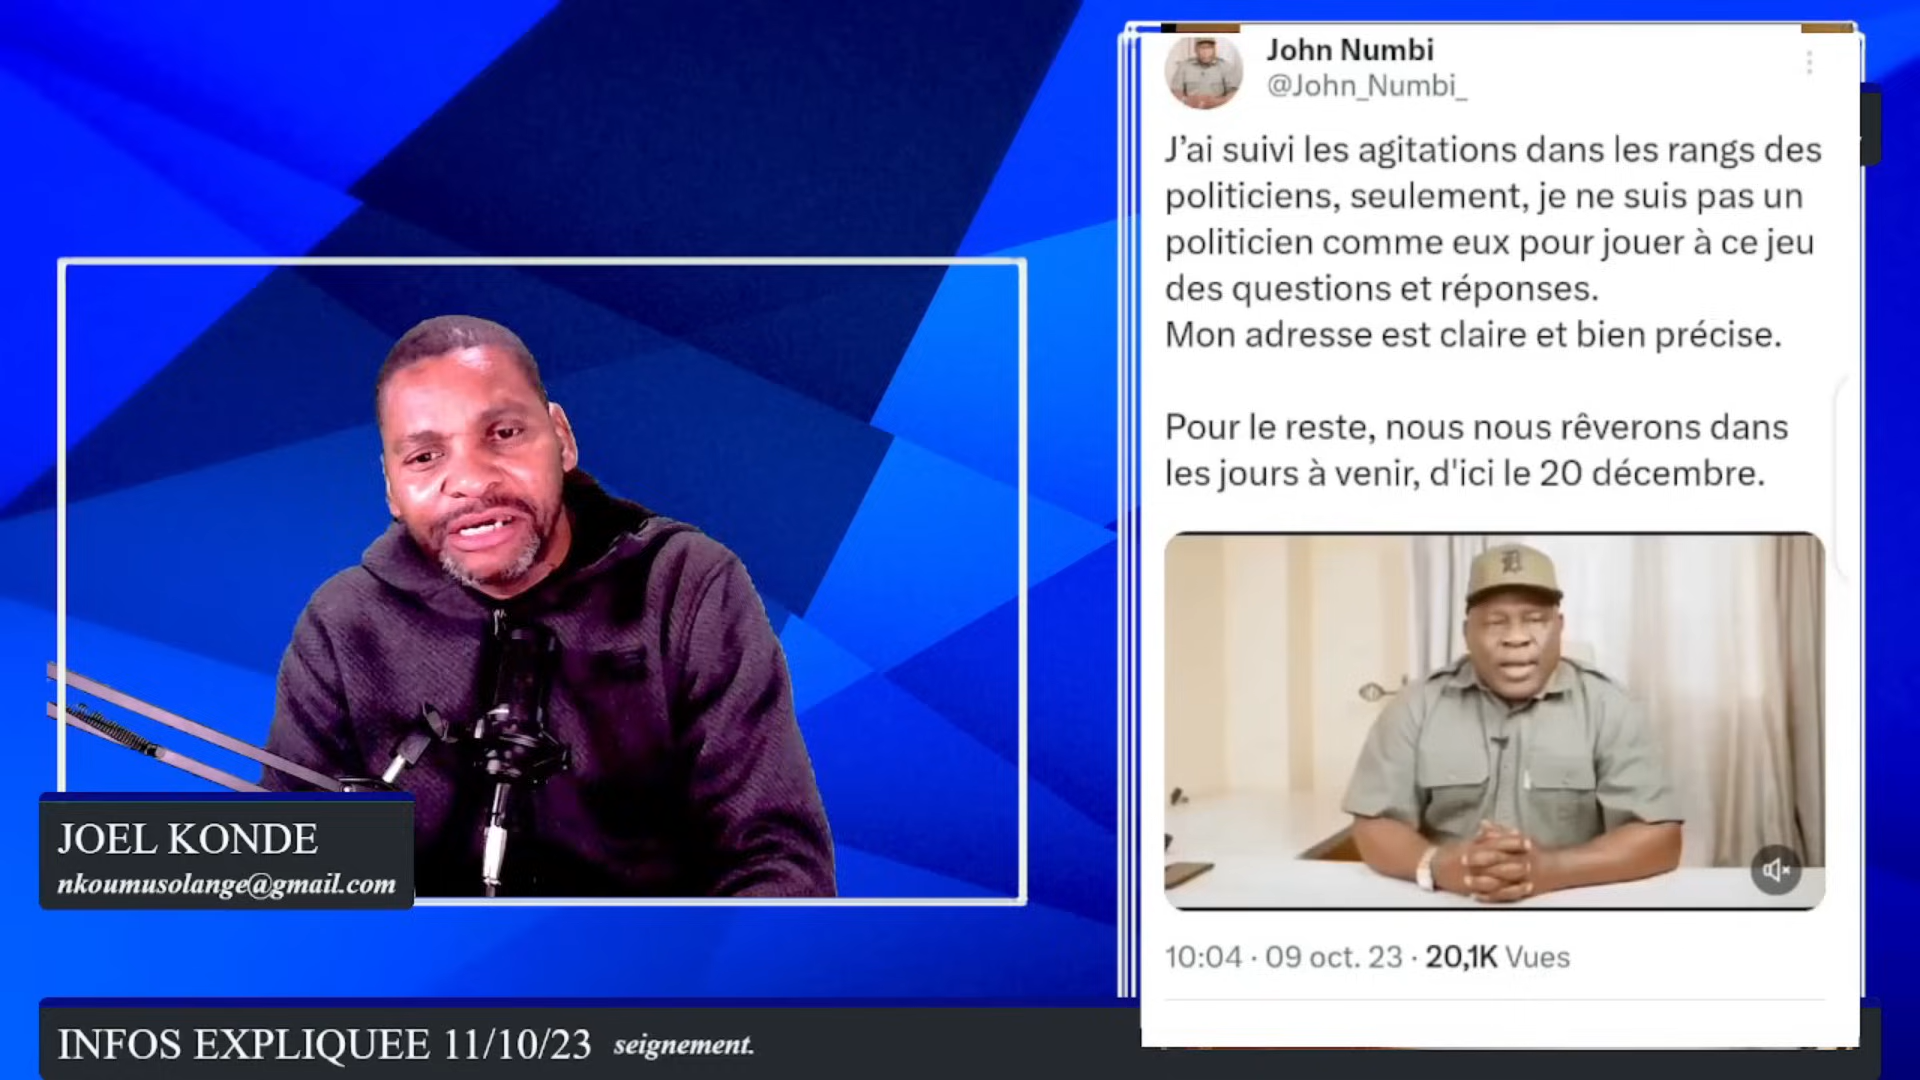 John Numbi
@John_Numbi_
J’ai suivi les agitations dans les rangs des
politiciens, seulement, je ne suis pas un
politicien comme eux pour jouer à ce jeu
des questions et réponses.
Mon adresse est claire et bien précise.
Pour le reste, nous nous rêverons dans
les jours à venir, d'ici le 20 décembre.
10:04 · 09 oct. 23 · 20,1K Vues
JOEL KONDE
nkoumusolange@gmail.com
INFOS EXPLIQUEE 11/10/23 seignement.